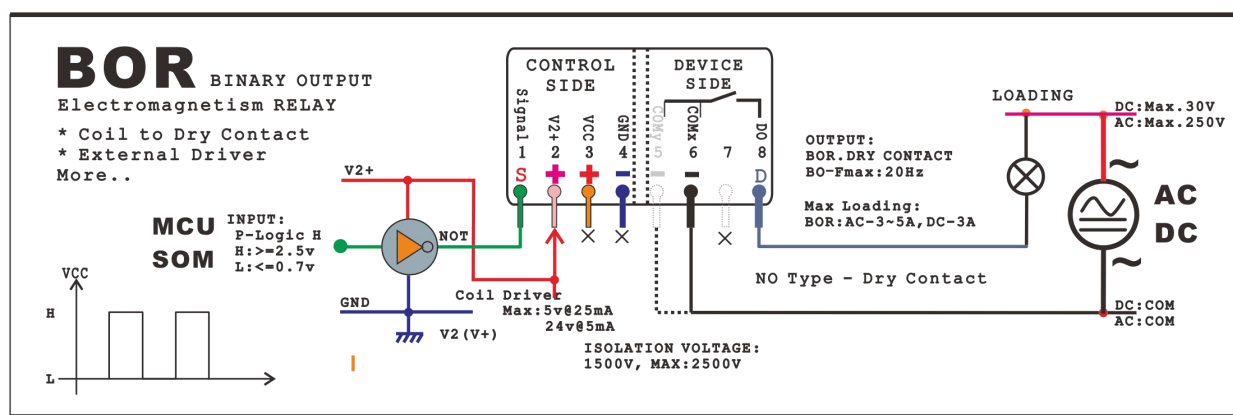 BOR BINARY OUTPUT
Electromagnetism RELAY
* Coil to Dry Contact
* External Driver
More..
MCU
SOM
INPUT:
P-Logic H
H:>=2.5v
L:<=0.7v
VCC
H
L
V2+
NOT
GND
V2(V+)
Coil Driver
Max:5v@25mA
24v@5mA
CONTROL
SIDE
DEVICE
SIDE
Signal
V2+
VCC
GND
COMy
COMx
DO
1 2 3 4 5 6 7 8
S
D
ISOLATION VOLTAGE:
1500V, MAX:2500V
OUTPUT:
BOR.DRY CONTACT
BO-Fmax:20Hz
Max Loading:
BOR:AC-3~5A,DC-3A
NO Type - Dry Contact
LOADING
DC:Max.30V
AC:Max.250V
AC
DC
DC:COM
AC:COM